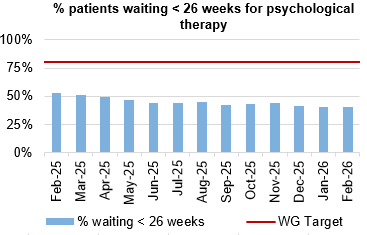 % patients waiting < 26 weeks for psychological
therapy
100%
75%
50%
25%
0%
Feb-25
Mar-25
Apr-25
May-25
Jun-25
Jul-25
Aug-25
Sep-25
Oct-25
Nov-25
Dec-25
Jan-26
Feb-26
% waiting < 26 weeks
WG Target